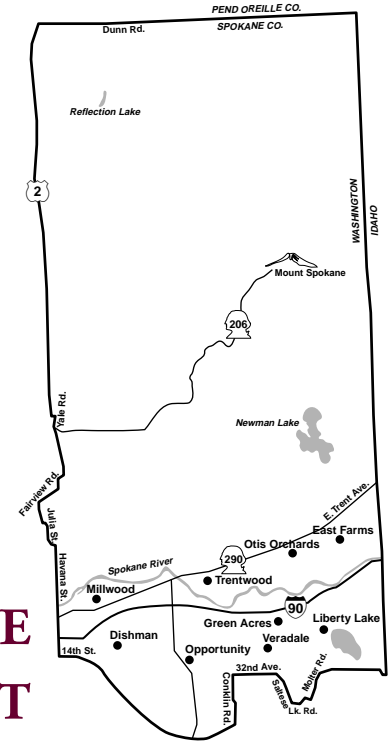 PEND OREILLE CO.
SPOKANE CO.
Dunn Rd.
Reflection Lake
2
WASHINGTON
IDAHO
Mount Spokane
206
Yale Rd.
Newman Lake
Fairview Rd.
E. Trent Ave.
Julia St.
East Farms
Otis Orchards
290
Havana St.
Spokane River
Trentwood
Millwood
90
Green Acres
Liberty Lake
E
Dishman
Veradale
14th St.
Opportunity
32nd Ave.
Molter Rd.
Saltese
Lk. Rd.
Conklin Rd.
T